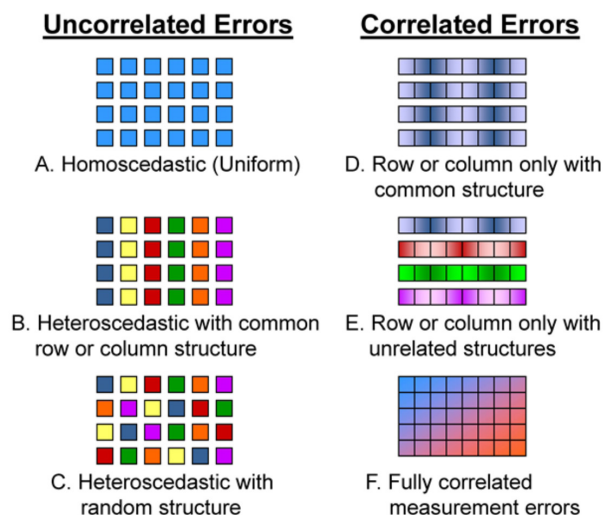 Uncorrelated Errors
A. Homoscedastic (Uniform)
B. Heteroscedastic with common
row or column structure
C. Heteroscedastic with
random structure
Correlated Errors
D. Row or column only with
common structure
E. Row or column only with
unrelated structures
F. Fully correlated
measurement errors